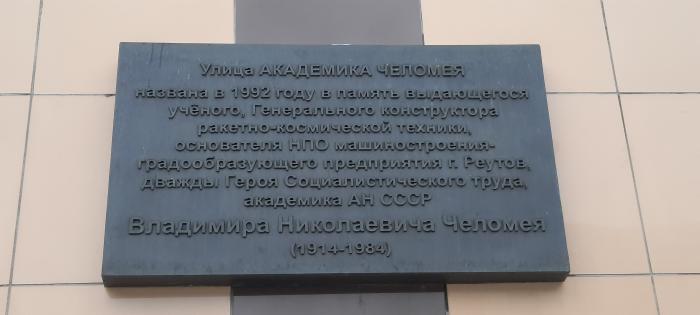 Улица АКАДЕМИКА ЧЕЛОМЕЯ
названа в 1992 году в память выдающегося
учёного, Генерального конструктора
ракетно-космической техники,
основателя НПО машиностроения-
градообразующего предприятия г. Реутов,
дважды Героя Социалистического труда,
академика АН СССР
Владимира Николаевича Челомея
(1914-1984)